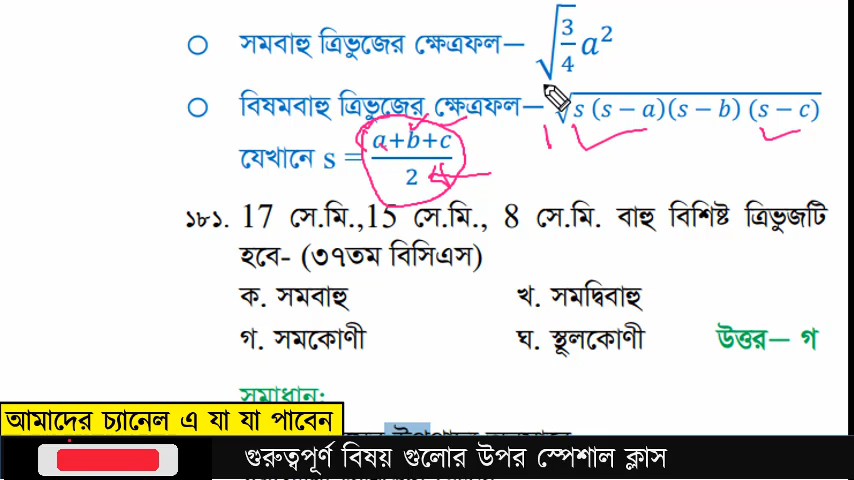 সমবাহু ত্রিভুজের ক্ষেত্রফল– √3/4 a²
বিষমবাহু ত্রিভুজের ক্ষেত্রফল– √s (s – a)(s – b) (s – c)
যেখানে s = a+b+c/2
১৮১. 17 সে.মি.,15 সে.মি., 8 সে.মি. বাহু বিশিষ্ট ত্রিভুজটি
হবে- (৩৭তম বিসিএস)
ক. সমবাহু খ. সমদ্বিবাহু
গ. সমকোণী ঘ. স্থূলকোণী উত্তর– গ
সমাধান:
আমাদের চ্যানেল এ যা যা পাবেন
গুরুত্বপূর্ণ বিষয় গুলোর উপর স্পেশাল ক্লাস